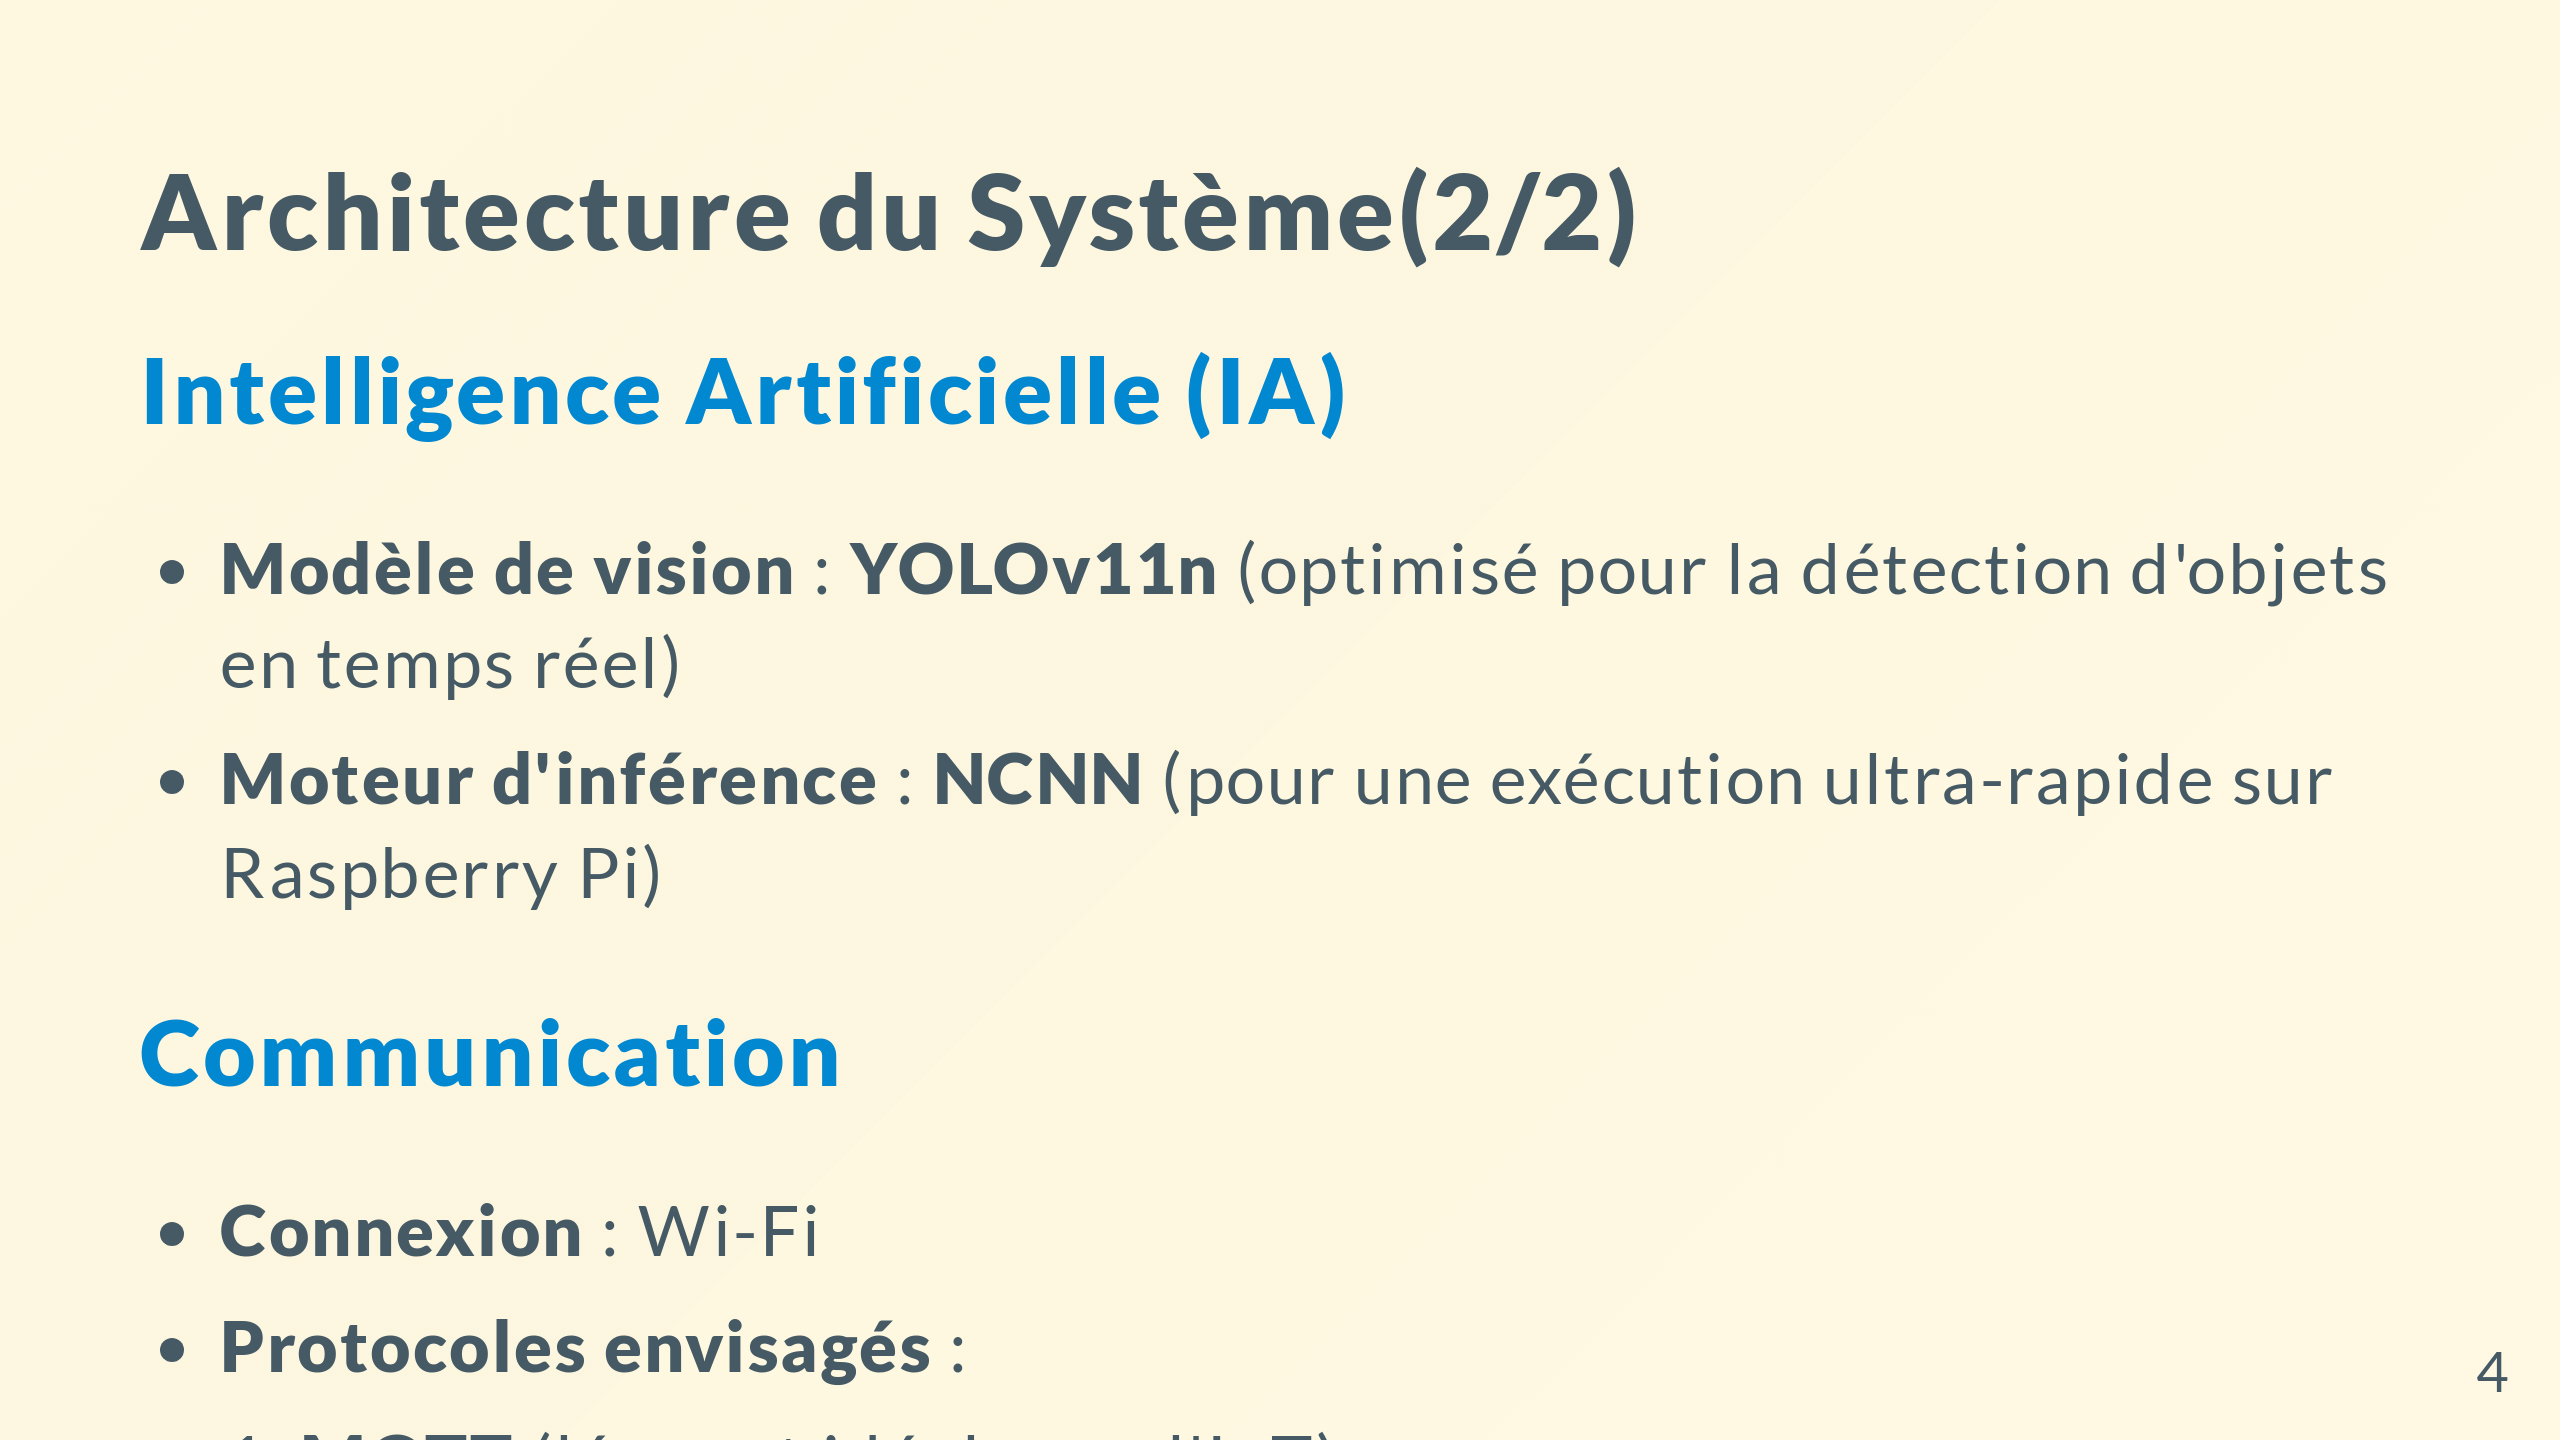 Architecture du Système(2/2)
Intelligence Artificielle (IA)
• Modèle de vision : YOLOv11n (optimisé pour la détection d'objets
en temps réel)
• Moteur d'inférence : NCNN (pour une exécution ultra-rapide sur
Raspberry Pi)
Communication
• Connexion : Wi-Fi
• Protocoles envisagés :
4